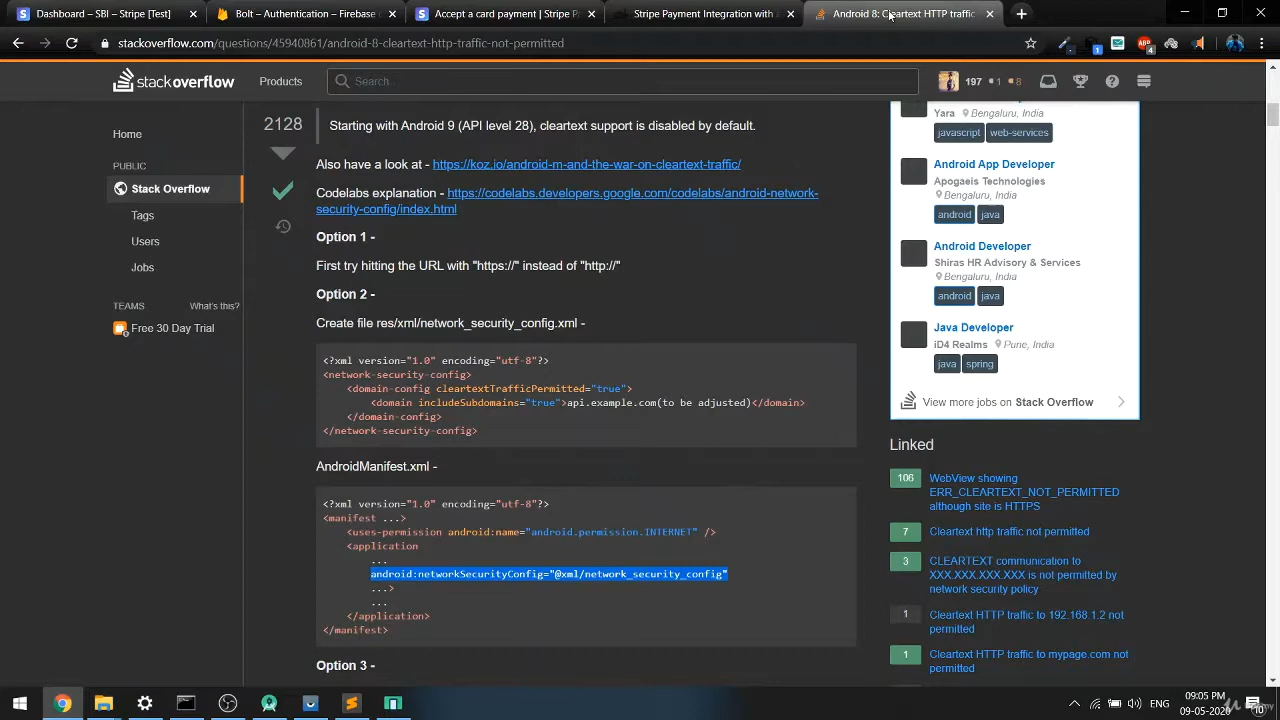 SBI – Stripe [Test]
Bolt – Authentication – Firebase c
Accept a card payment | Stripe P
Stripe Payment Integration with a
Android 8: Cleartext HTTP traffic
stackoverflow.com/questions/45940861/android-8-cleartext-http-traffic-not-permitted
stackoverflow
Products
Search...
197
1
8
Home
PUBLIC
Stack Overflow
Tags
Users
Jobs
TEAMS
What's this?
Free 30 Day Trial
2128
Starting with Android 9 (API level 28), cleartext support is disabled by default.
Also have a look at - https://koz.io/android-m-and-the-war-on-cleartext-traffic/
Codelabs explanation - https://codelabs.developers.google.com/codelabs/android-network-
security-config/index.html
Option 1 -
First try hitting the URL with "https://" instead of "http://"
Option 2 -
Create file res/xml/network_security_config.xml -
<?xml version="1.0" encoding="utf-8"?>
<network-security-config>
<domain-config cleartextTrafficPermitted="true">
<domain includeSubdomains="true">api.example.com(to be adjusted)</domain>
</domain-config>
</network-security-config>
AndroidManifest.xml -
<?xml version="1.0" encoding="utf-8"?>
<manifest ...>
<uses-permission android:name="android.permission.INTERNET" />
<application
...
android:networkSecurityConfig="@xml/network_security_config"
...>
...
</application>
</manifest>
Option 3 -
Yara
Bengaluru, India
javascript
web-services
Android App Developer
Apogaeis Technologies
Bengaluru, India
android
java
Android Developer
Shiras HR Advisory & Services
Bengaluru, India
android
java
Java Developer
iD4 Realms
Pune, India
java
spring
View more jobs on Stack Overflow
Linked
106
WebView showing
ERR_CLEARTEXT_NOT_PERMITTED
although site is HTTPS
7
Cleartext http traffic not permitted
3
CLEARTEXT communication to
XXX.XXX.XXX.XXX is not permitted by
network security policy
1
Cleartext HTTP traffic to 192.168.1.2 not
permitted
1
Cleartext HTTP traffic to mypage.com not
permitted
ENG
09:05 PM
09-05-2020